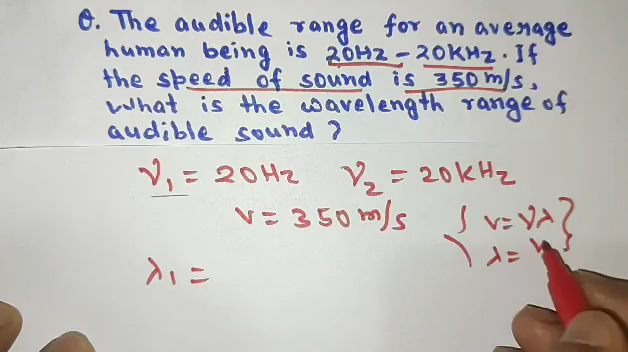 Q. The audible range for an average
human being is 20Hz - 20KHz. If
the speed of sound is 350 m/s,
What is the wavelength range of
audible sound?
ν₁ = 20Hz ν₂ = 20KHz
v = 350 m/s { v = νλ }
λ₁ = λ =